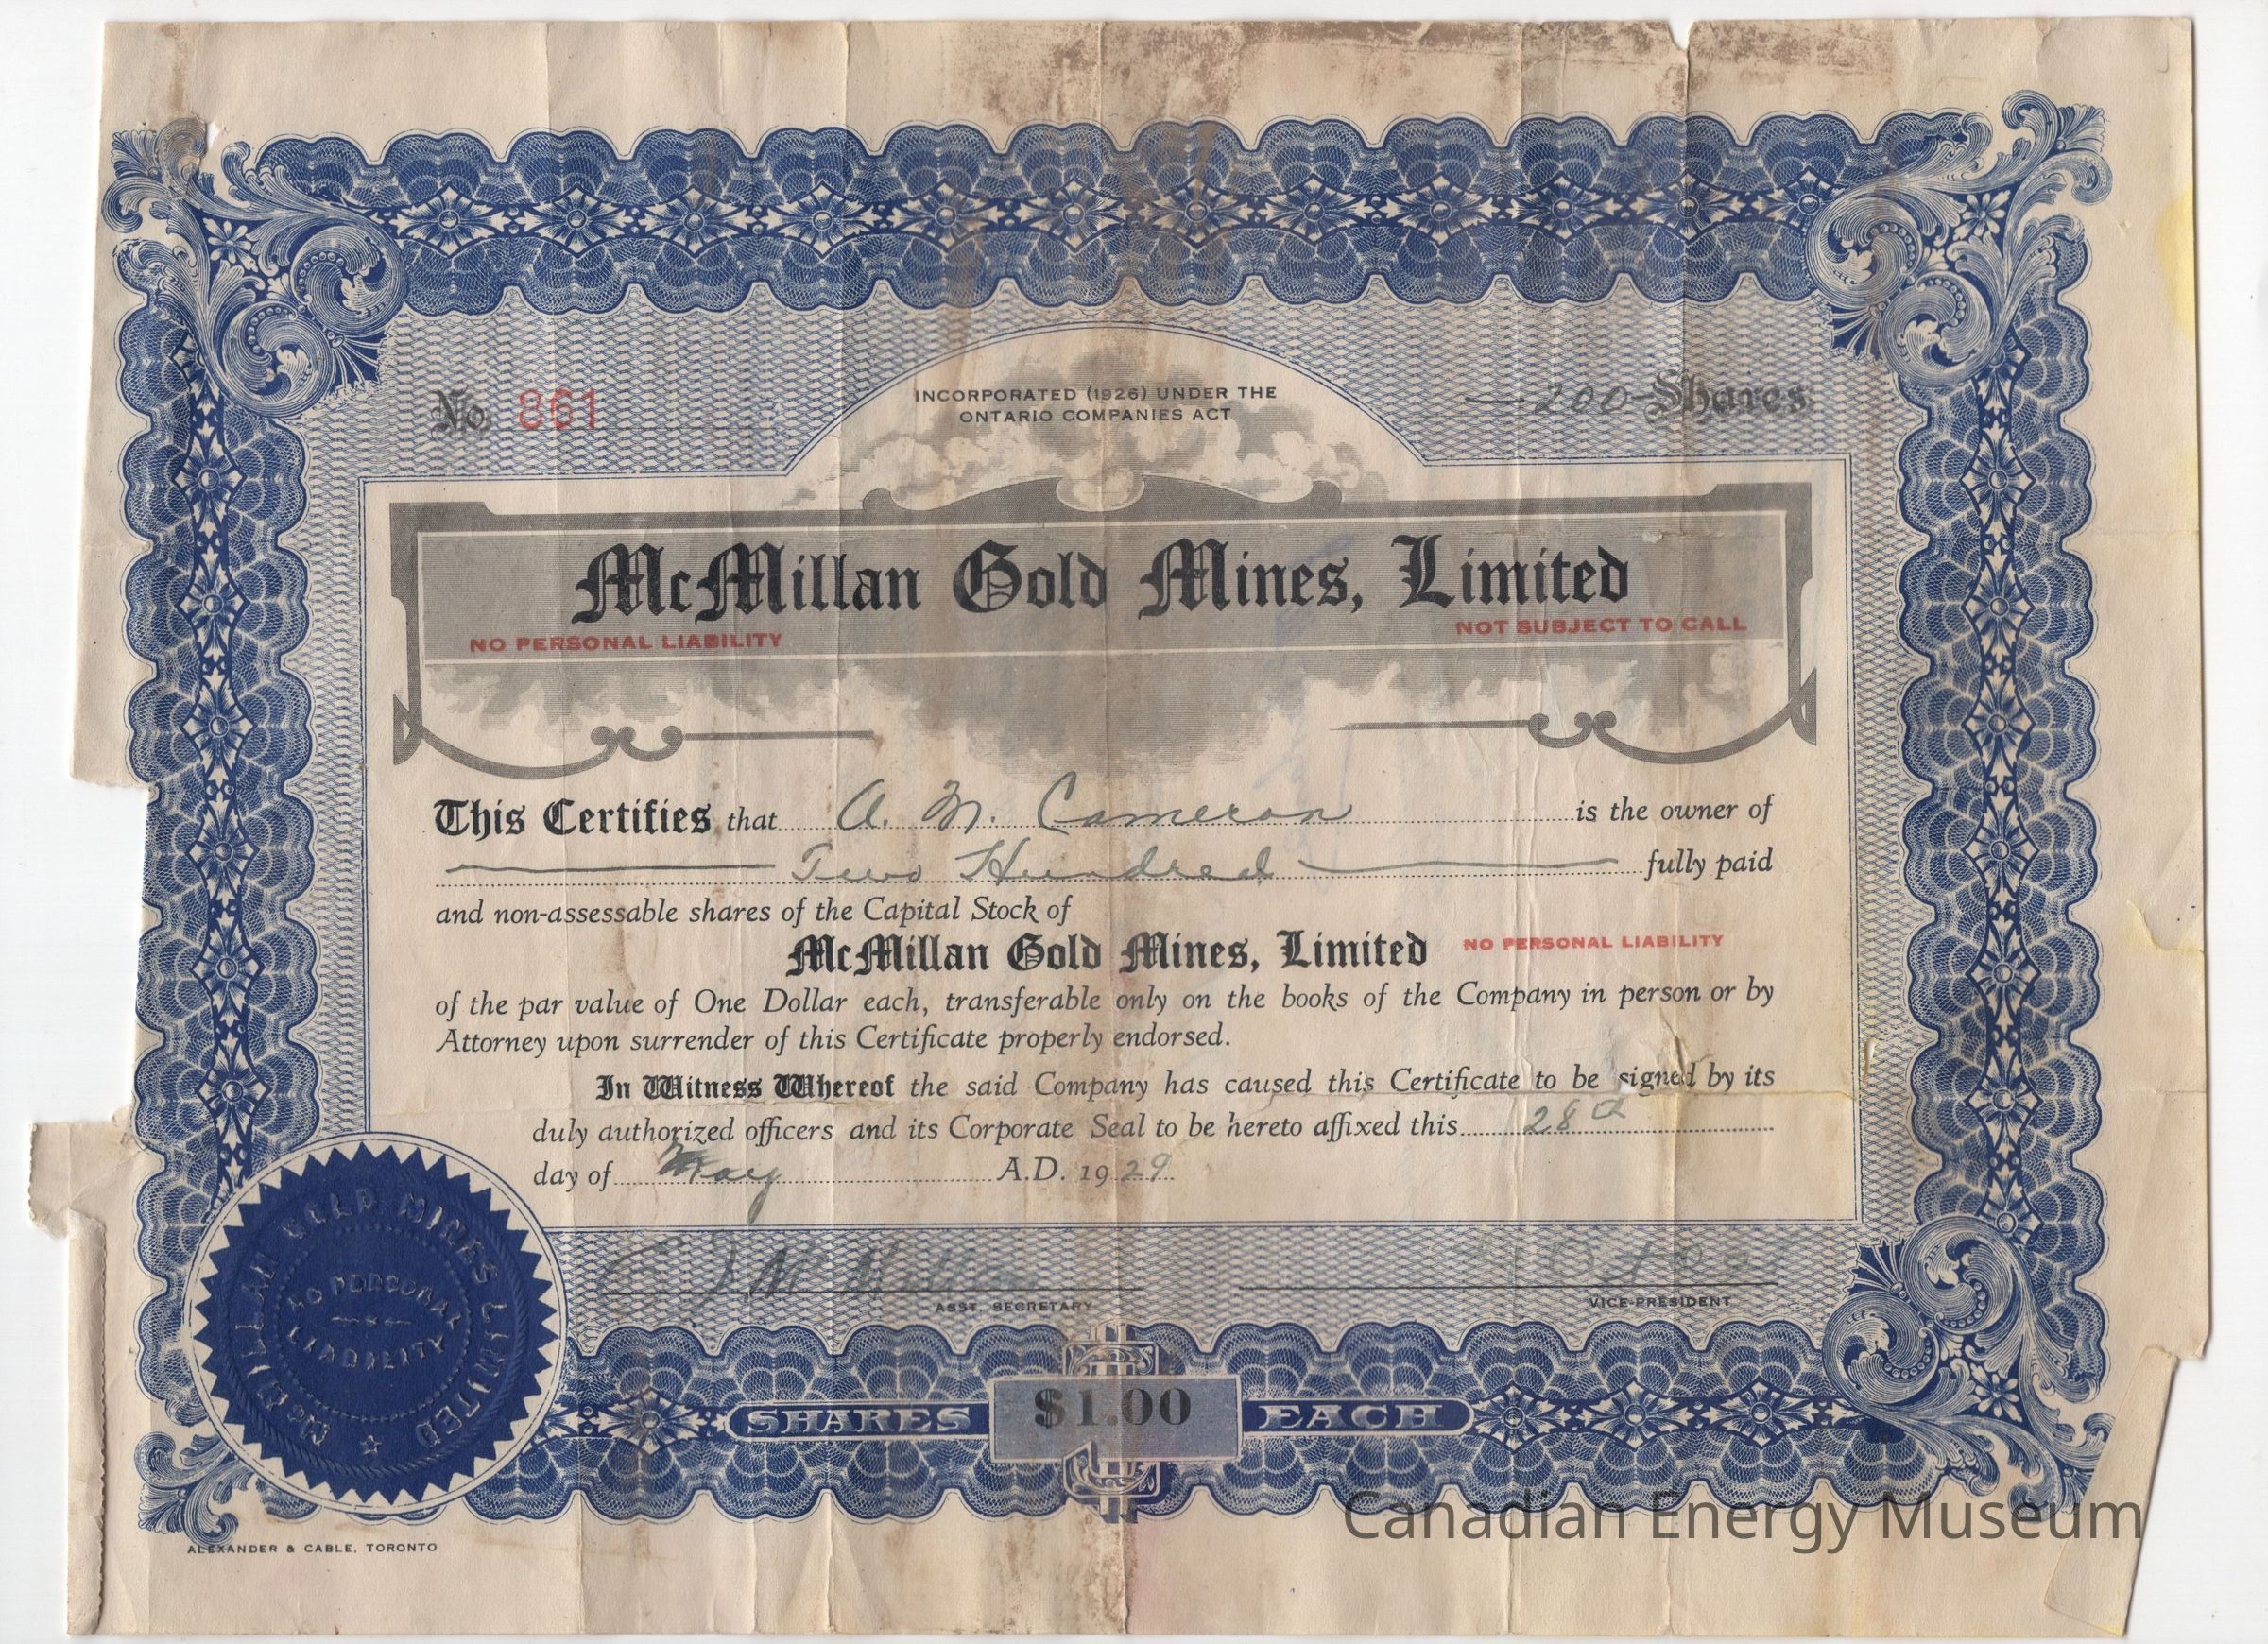 INCORPORATED (1926) UNDER THE
ONTARIO COMPANIES ACT
No. 861
— 200 — Shares
McMillan Gold Mines, Limited
NO PERSONAL LIABILITY
NOT SUBJECT TO CALL
This Certifies that A. M. Cameron is the owner of
Two Hundred fully paid
and non-assessable shares of the Capital Stock of
McMillan Gold Mines, Limited NO PERSONAL LIABILITY
of the par value of One Dollar each, transferable only on the books of the Company in person or by
Attorney upon surrender of this Certificate properly endorsed.
In Witness Whereof the said Company has caused this Certificate to be signed by its
duly authorized officers and its Corporate Seal to be hereto affixed this 28th
day of May A.D. 1929
McMILLAN GOLD MINES LIMITED
NO PERSONAL
LIABILITY
ASST. SECRETARY
VICE-PRESIDENT
SHARES $1.00 EACH
ALEXANDER & CABLE, TORONTO
Canadian Energy Museum